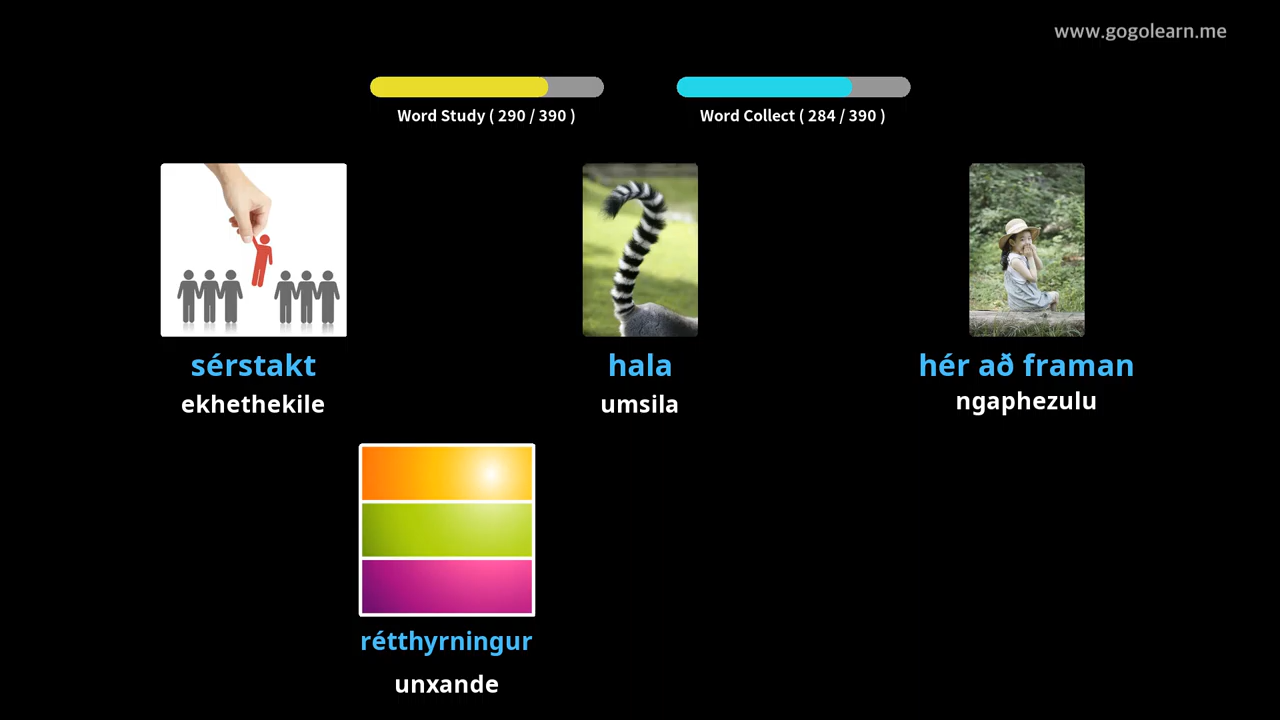 www.gogolearn.me
Word Study ( 290 / 390 )
Word Collect ( 284 / 390 )
sérstakt
ekhethekile
hala
umsila
hér að framan
ngaphezulu
rétthyrningur
unxande